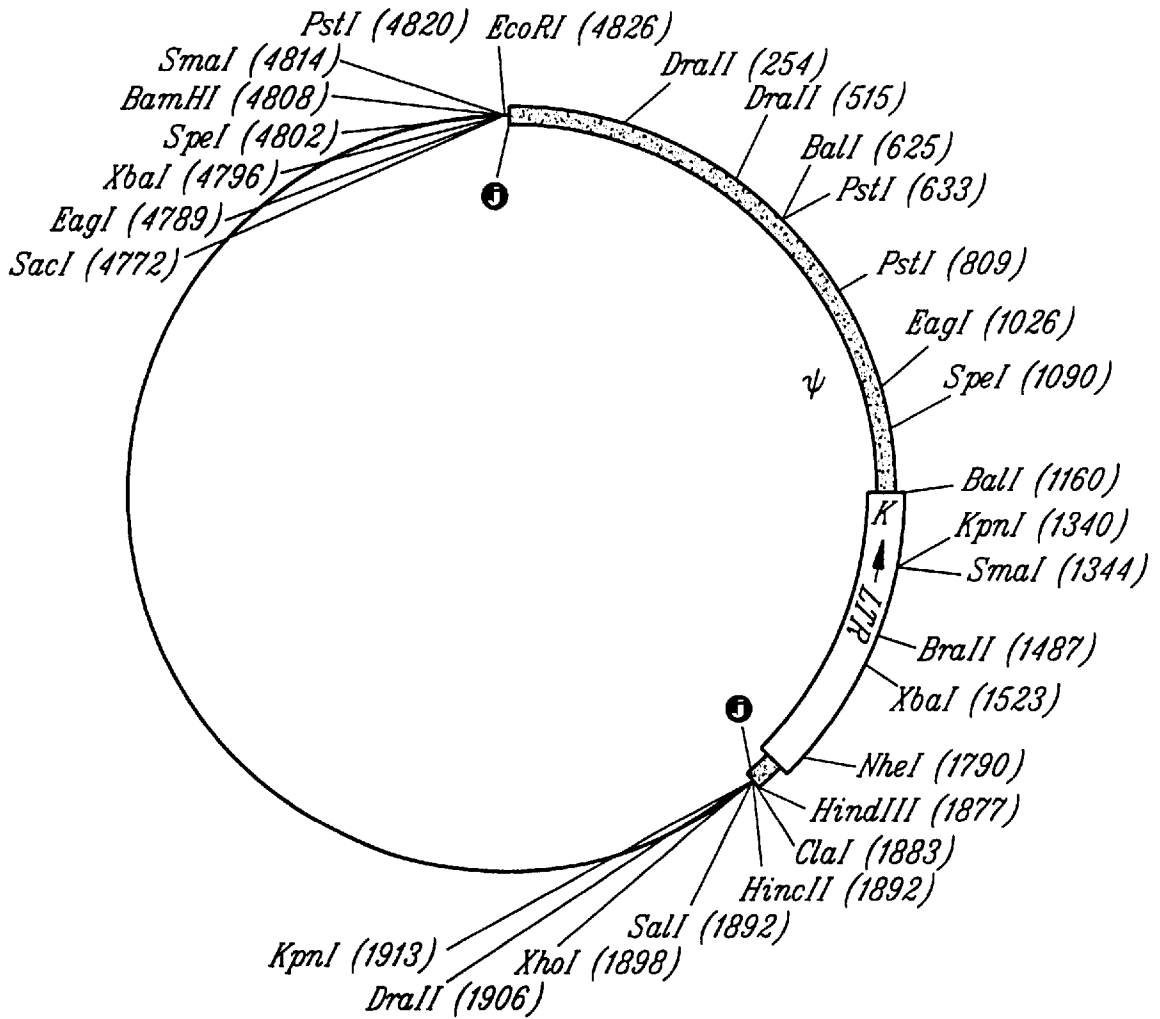 PstI (4820)
EcoRI (4826)
SmaI (4814)
BamHI (4808)
SpeI (4802)
XbaI (4796)
EagI (4789)
SacI (4772)
DraII (254)
DraII (515)
BalI (625)
PstI (633)
PstI (809)
EagI (1026)
SpeI (1090)
BalI (1160)
KpnI (1340)
SmaI (1344)
BraII (1487)
XbaI (1523)
NheI (1790)
HindIII (1877)
ClaI (1883)
HincII (1892)
SalI (1892)
XhoI (1898)
DraII (1906)
KpnI (1913)
j
ψ
K
LTR
j